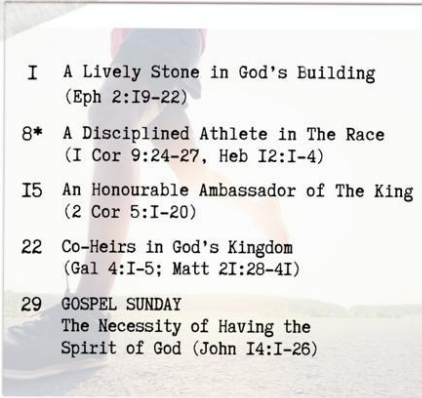 I A Lively Stone in God's Building
(Eph 2:I9-22)
8* A Disciplined Athlete in The Race
(I Cor 9:24-27, Heb I2:I-4)
I5 An Honourable Ambassador of The King
(2 Cor 5:I-20)
22 Co-Heirs in God's Kingdom
(Gal 4:I-5; Matt 2I:28-4I)
29 GOSPEL SUNDAY
The Necessity of Having the
Spirit of God (John I4:I-26)